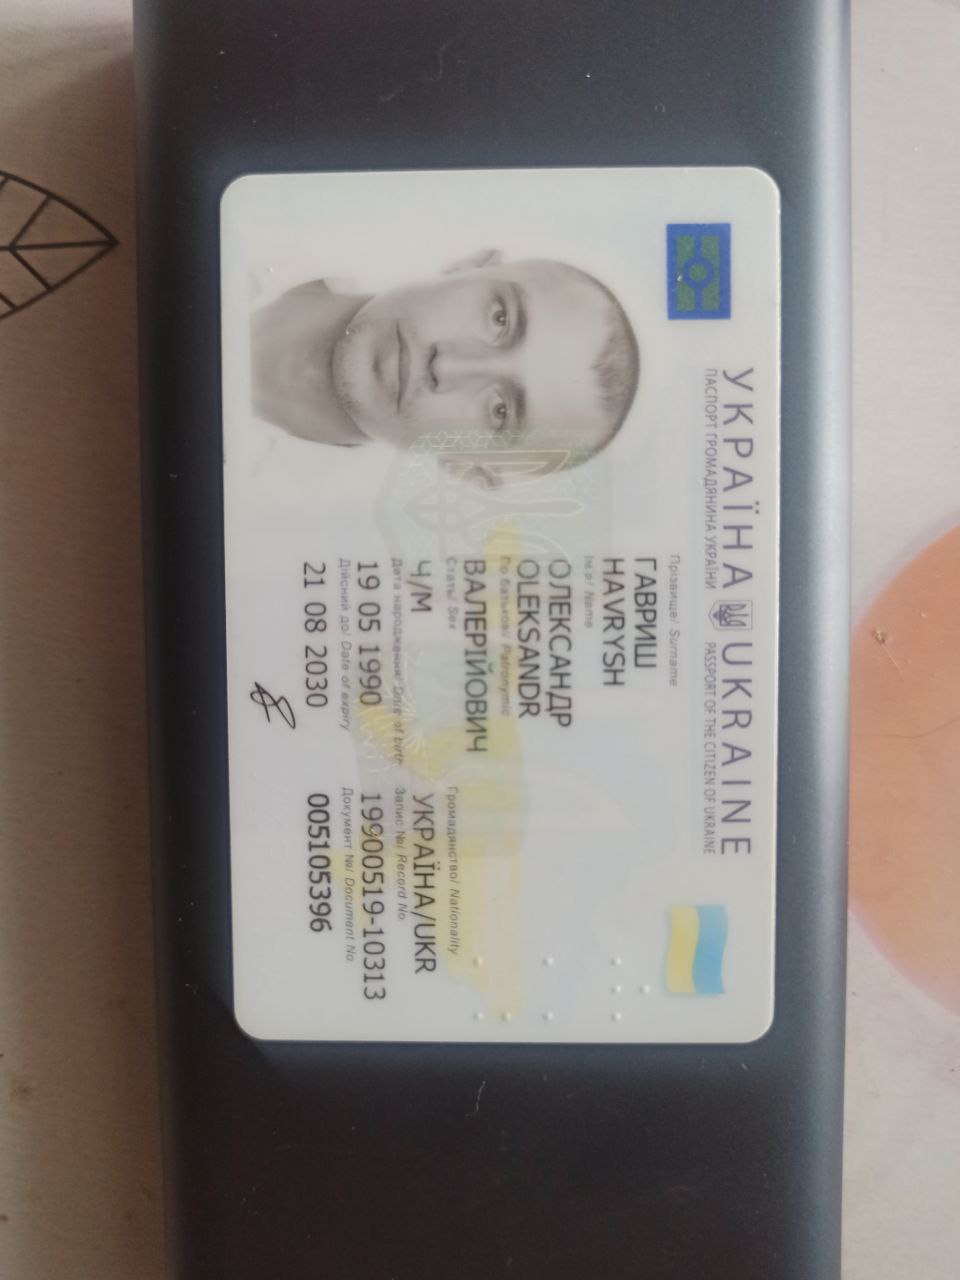 УКРАЇНА UKRAINE
ПАСПОРТ ГРОМАДЯНИНА УКРАЇНИ PASSPORT OF THE CITIZEN OF UKRAINE
Прізвище/ Surname
ГАВРИШ
HAVRYSH
Ім'я/ Name
ОЛЕКСАНДР
OLEKSANDR
По батькові/ Patronymic
ВАЛЕРІЙОВИЧ
Стать/ Sex Громадянство/ Nationality
Ч/М УКРАЇНА/UKR
Дата народження/ Date of birth Запис №/ Record No.
19 05 1990 19900519-10313
Дійсний до/ Date of expiry Документ №/ Document No.
21 08 2030 005105396